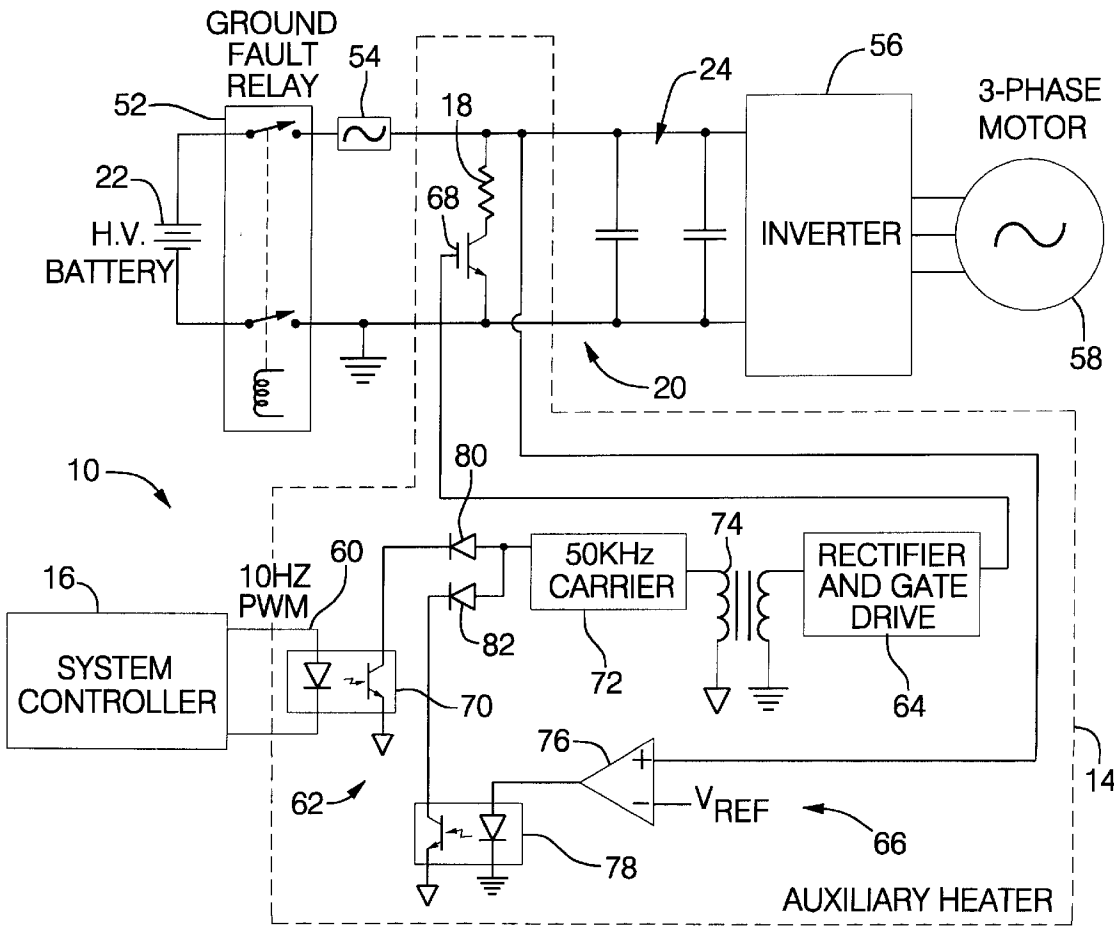 GROUND
FAULT
RELAY
52
54
18
24
56
3-PHASE
MOTOR
22
H.V.
BATTERY
68
INVERTER
58
20
10
80
74
50KHz
CARRIER
RECTIFIER
AND GATE
DRIVE
16
10HZ
PWM
60
82
72
64
SYSTEM
CONTROLLER
70
76
+
-
VREF
14
62
66
78
AUXILIARY HEATER